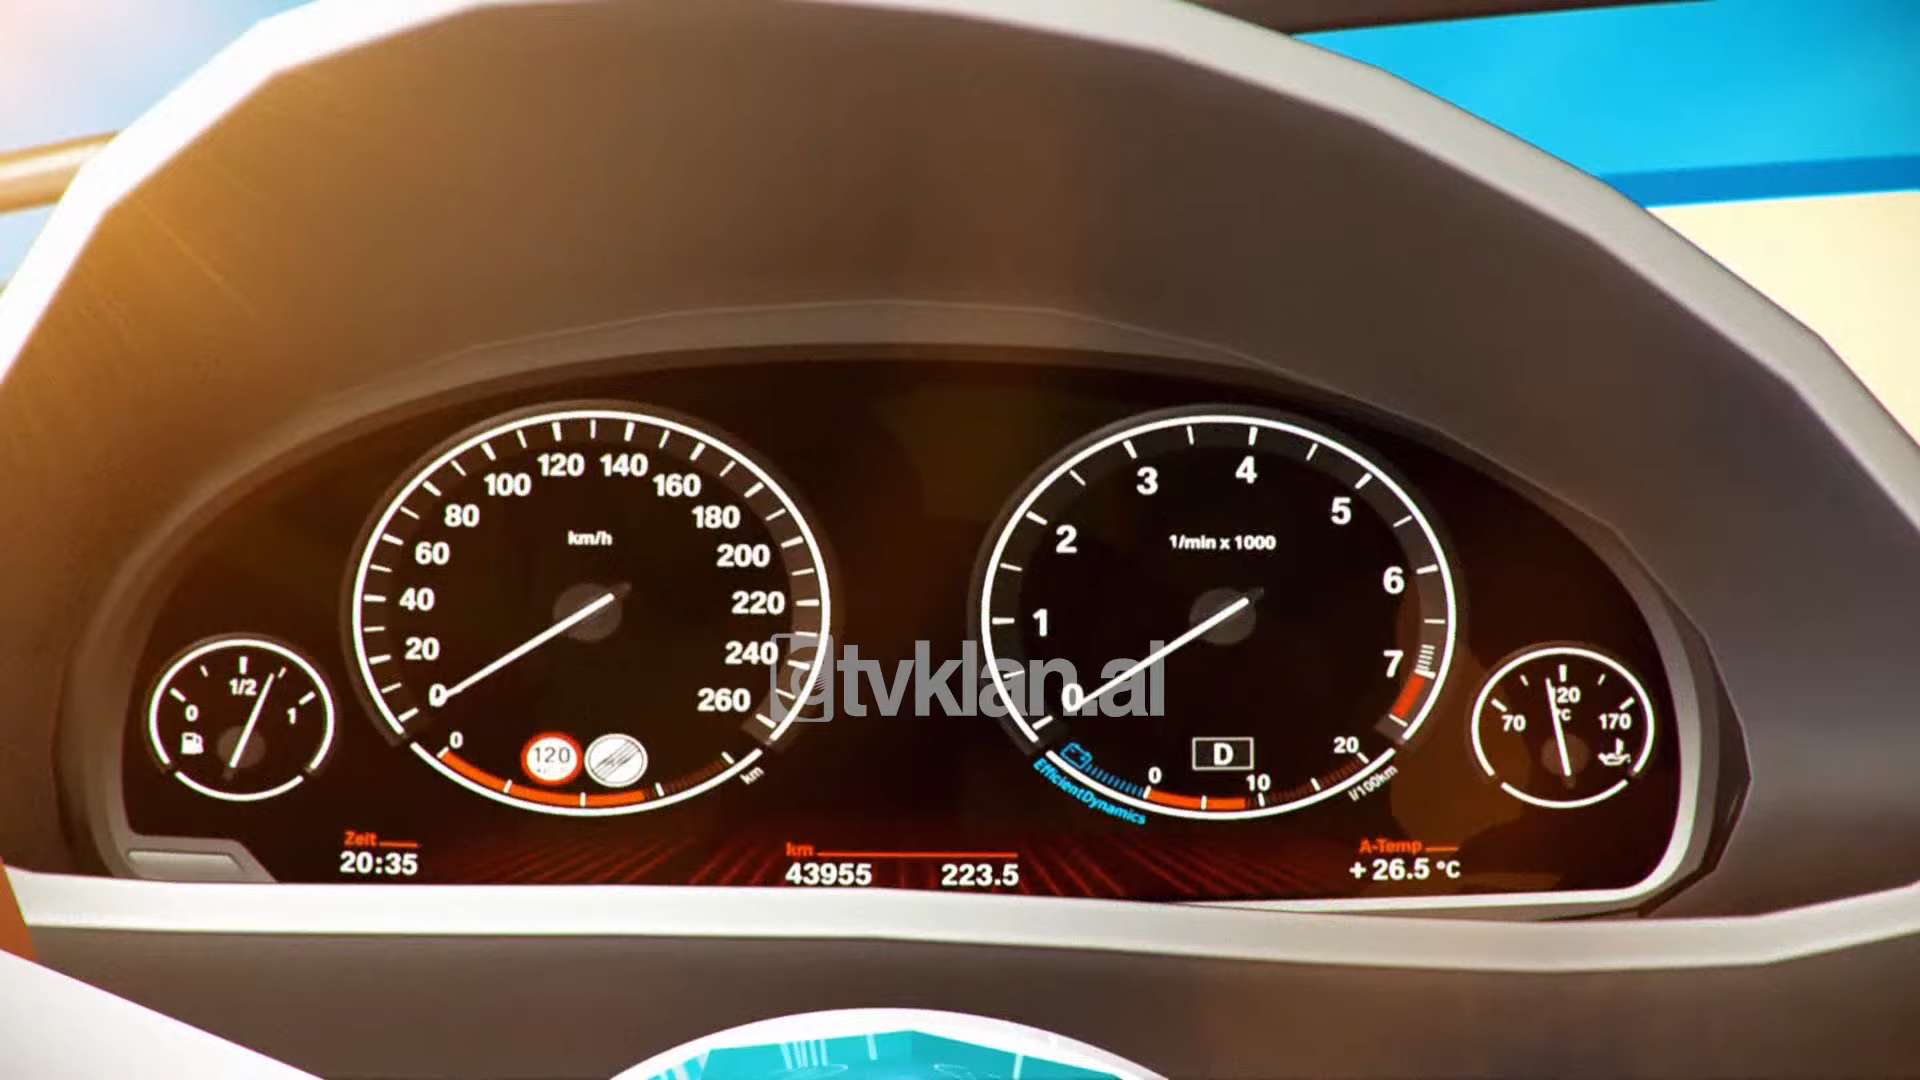 120 140
100 160
80 180
60 200
40 220
20 240
0 260
km/h
0
120
km
3 4 5
2 6
1 7
0
1/min x 1000
D
0 10 20
l/100km
EfficientDynamics
0 1/2 1
70 120 170
°C
Zeit
20:35
km
43955 223.5
A-Temp
+ 26.5 °C
tvklan.al